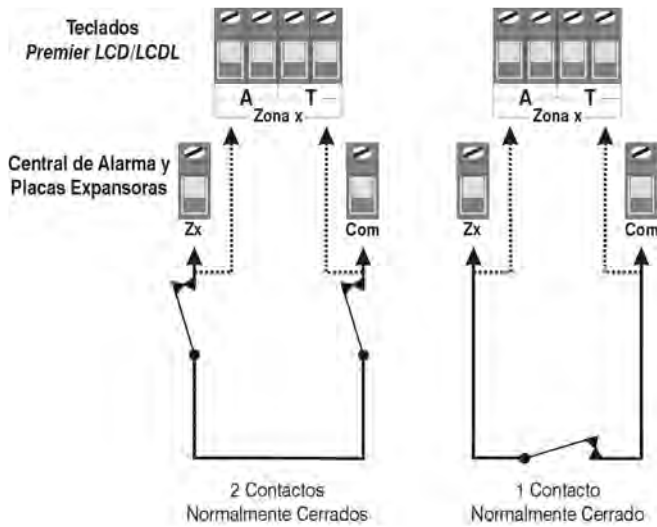 Teclados
Premier LCD/LCDL
A T
Zona x
A T
Zona x
Central de Alarma y
Placas Expansoras
Zx
Com
Zx
Com
2 Contactos
Normalmente Cerrados
1 Contacto
Normalmente Cerrado